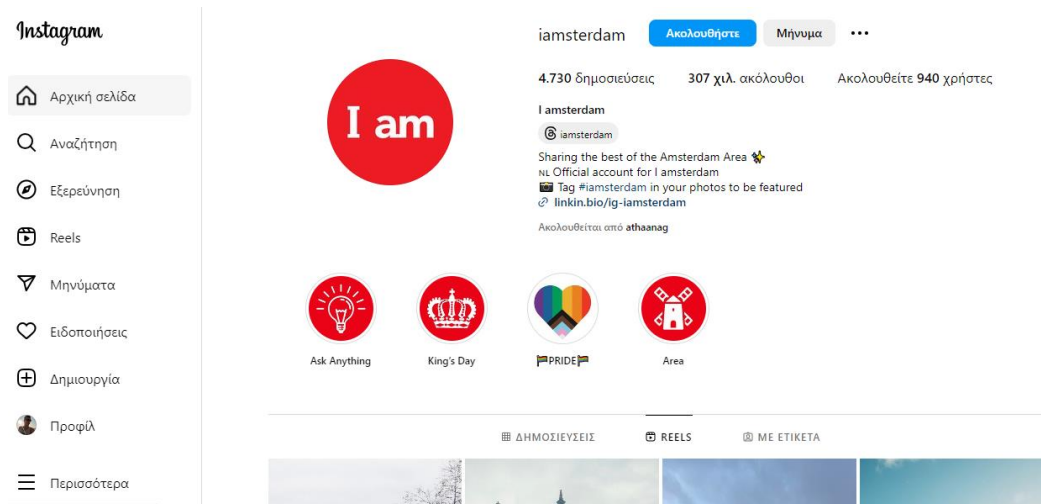 Instagram
Αρχική σελίδα
Αναζήτηση
Εξερεύνηση
Reels
Μηνύματα
Ειδοποιήσεις
Δημιουργία
Προφίλ
Περισσότερα
iamsterdam Ακολουθήστε Μήνυμα
4.730 δημοσιεύσεις 307 χιλ. ακόλουθοι Ακολουθείτε 940 χρήστες
I am
I amsterdam
iamsterdam
Sharing the best of the Amsterdam Area ✨
NL Official account for I amsterdam
📸 Tag #iamsterdam in your photos to be featured
linkin.bio/ig-iamsterdam
Ακολουθείται από athaanag
Ask Anything King's Day 🏳️‍🌈PRIDE🏳️‍🌈 Area
ΔΗΜΟΣΙΕΥΣΕΙΣ REELS ΜΕ ΕΤΙΚΕΤΑ